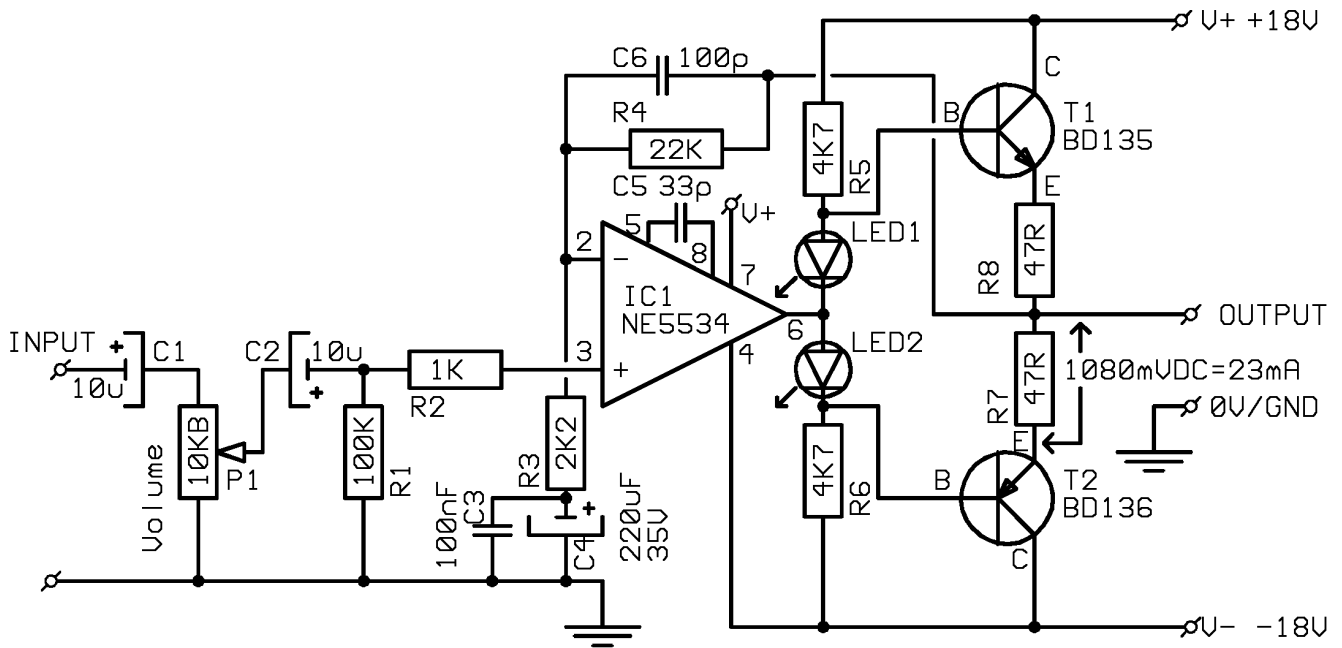 V+ +18V
C6 100p
C
R4
B
T1
BD135
22K
4K7
R5
C5 33p
E
V+
5
8
2
-
7
LED1
47R
R8
IC1
NE5534
6
OUTPUT
INPUT
+
C1
10u
C2
10u
+
3
+
4
LED2
1K
R2
47R
R7
1080mVDC=23mA
0V/GND
10KB
P1
Volume
100K
R1
2K2
R3
4K7
R6
E
B
T2
BD136
C
100nF
C3
+
C4
220uF
35V
V- -18V